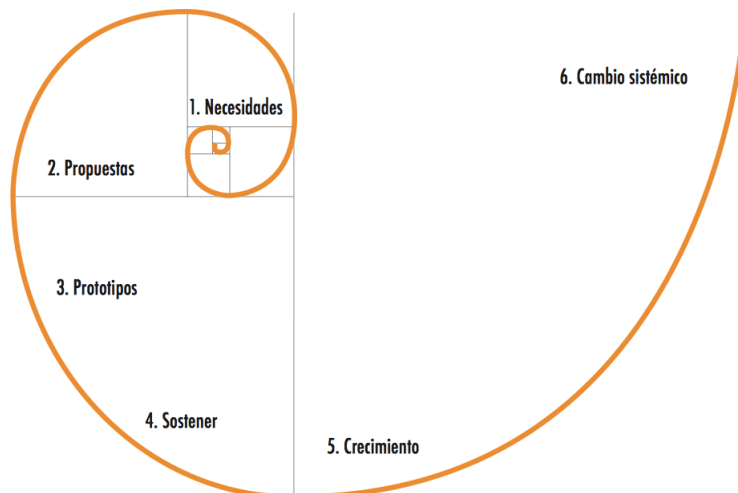 1. Necesidades
2. Propuestas
3. Prototipos
4. Sostener
5. Crecimiento
6. Cambio sistémico